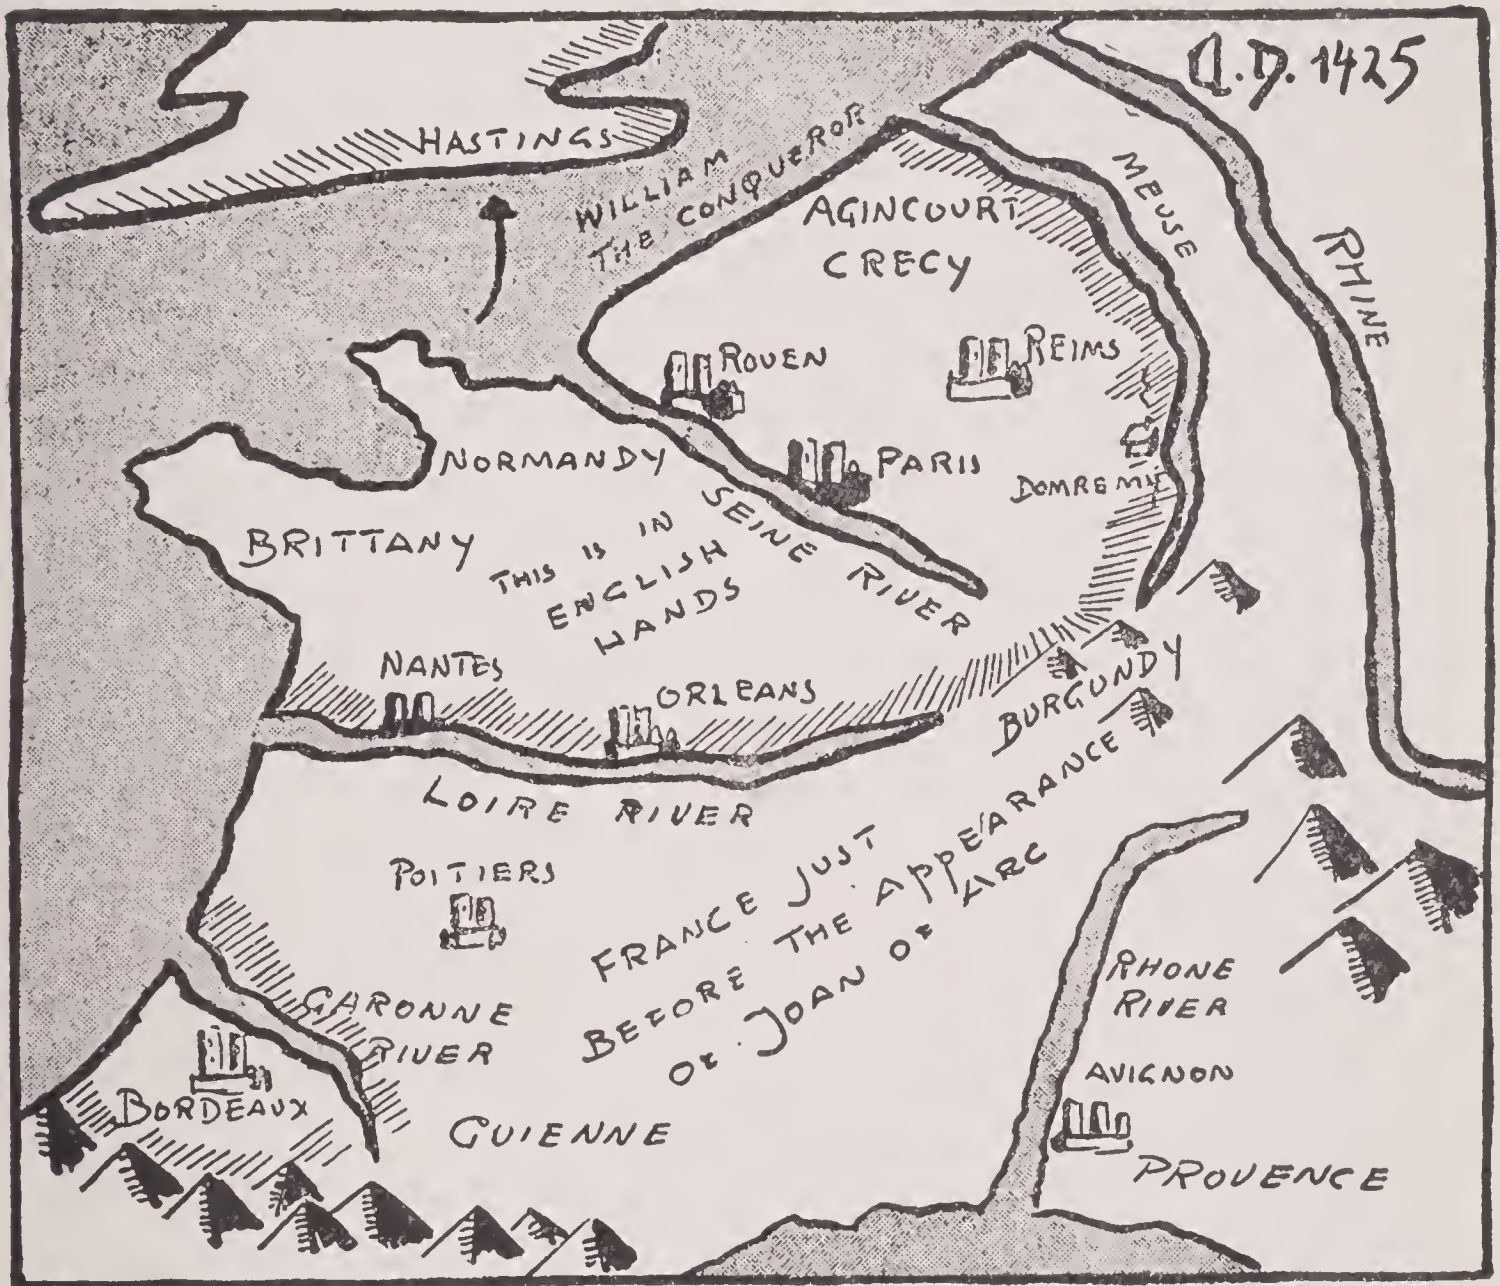 A.D. 1425
HASTINGS
WILLIAM
THE CONQUEROR
AGINCOURT
CRECY
MEUSE
RHINE
ROUEN
REIMS
NORMANDY
PARIS
DOMREMY
BRITTANY
THIS IS IN
ENGLISH
HANDS
SEINE RIVER
NANTES
ORLEANS
BURGUNDY
LOIRE RIVER
POITIERS
FRANCE JUST
BEFORE THE APPEARANCE
OF JOAN OF ARC
RHONE
RIVER
GARONNE
RIVER
AVIGNON
BORDEAUX
GUIENNE
PROVENCE